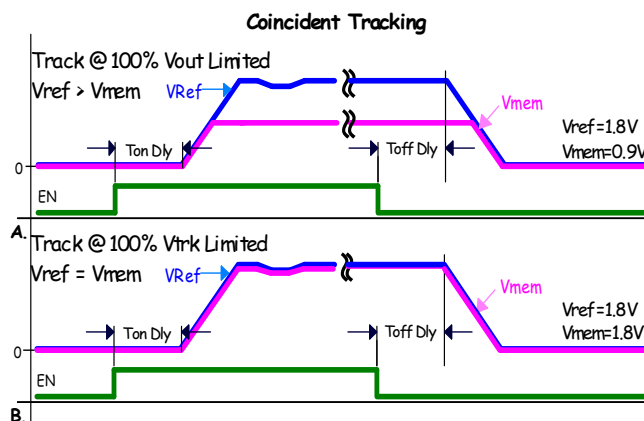 Coincident Tracking
Track @ 100% Vout Limited
Vref > Vmem
VRef
Vmem
Vref=1.8V
Vmem=0.9V
Ton Dly
Toff Dly
0
EN
A.
Track @ 100% Vtrk Limited
Vref = Vmem
VRef
Vmem
Vref=1.8V
Vmem=1.8V
Ton Dly
Toff Dly
0
EN
B.